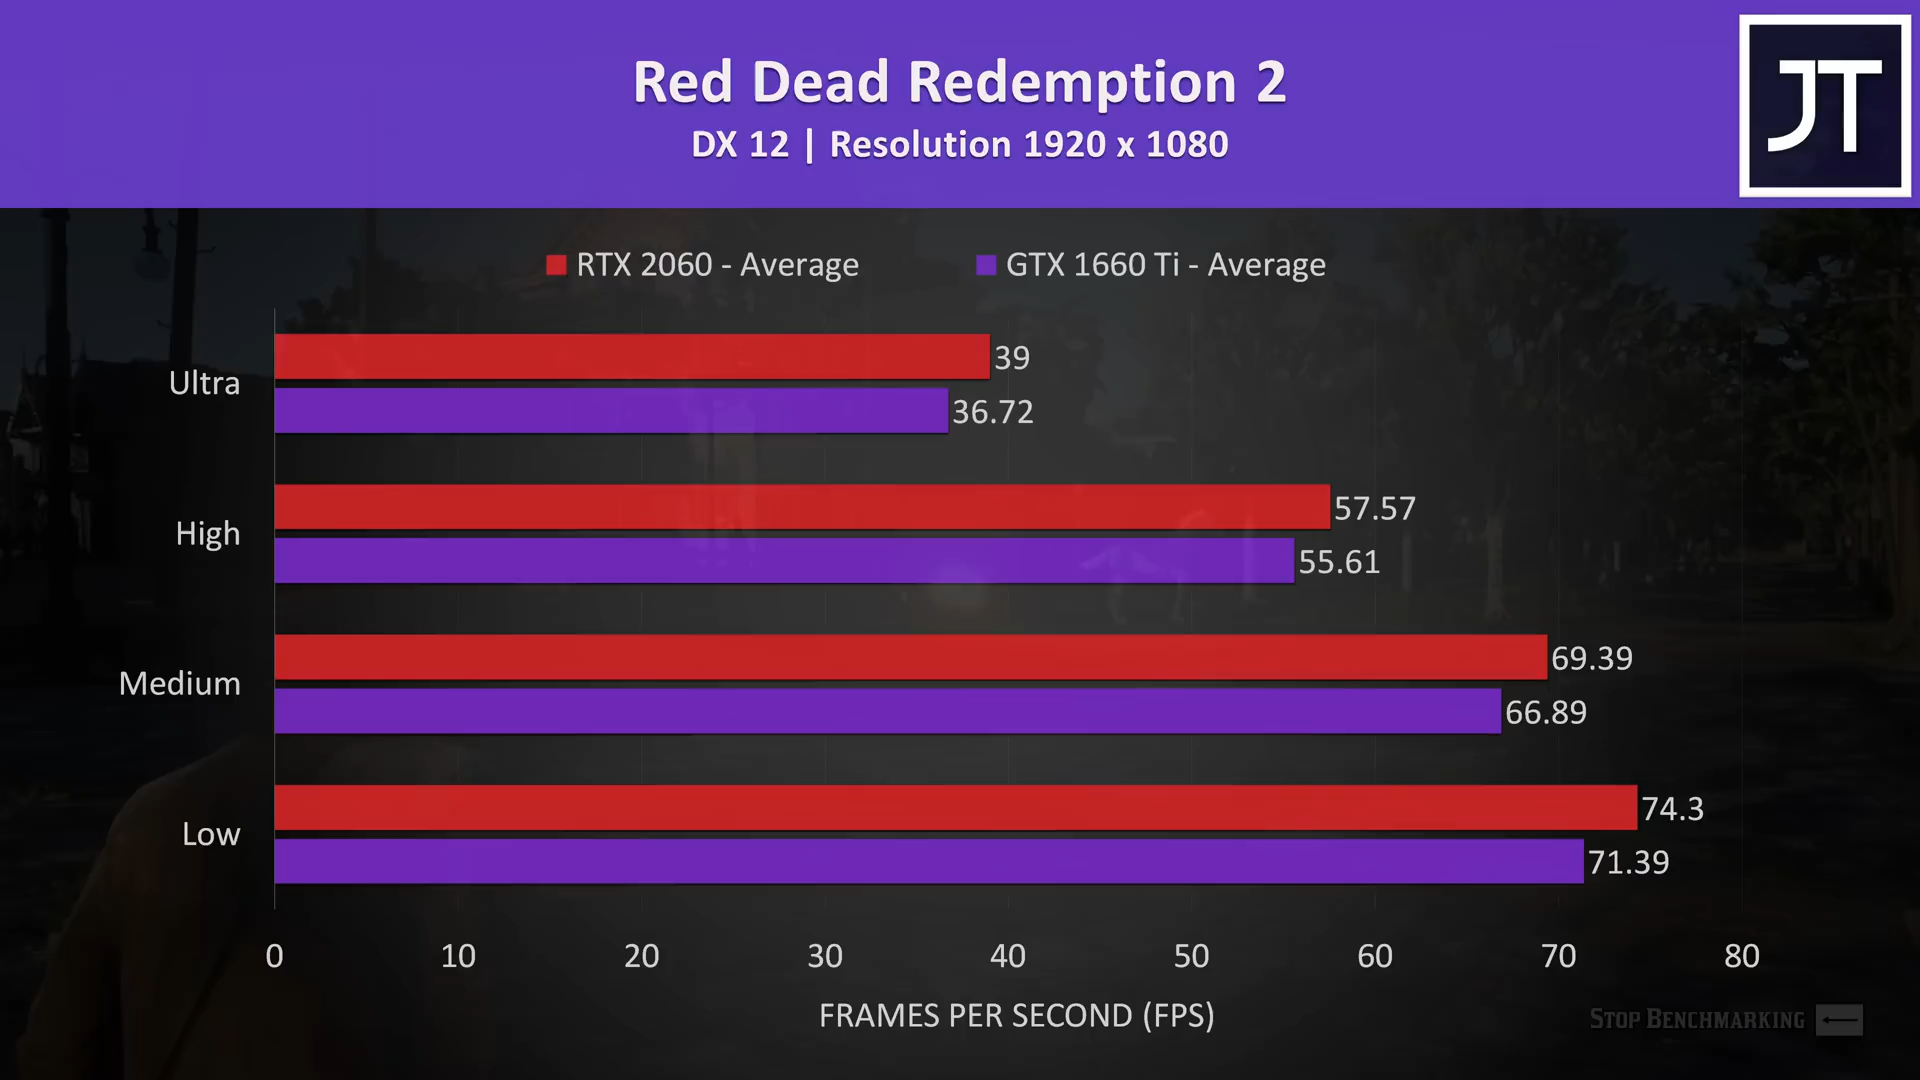 Red Dead Redemption 2
DX 12 | Resolution 1920 x 1080
JT
RTX 2060 - Average
GTX 1660 Ti - Average
Ultra
39
36.72
High
57.57
55.61
Medium
69.39
66.89
Low
74.3
71.39
0 10 20 30 40 50 60 70 80
FRAMES PER SECOND (FPS)
STOP BENCHMARKING